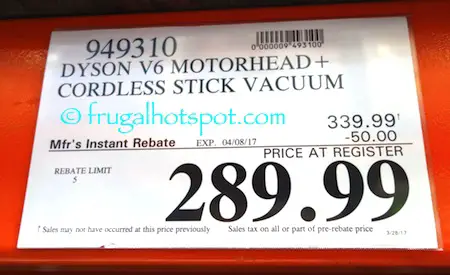 949310
0000009493100
DYSON V6 MOTORHEAD +
CORDLESS STICK VACUUM
© frugalhotspot.com
339.99†
-50.00
Mfr's Instant Rebate EXP. 04/08/17
PRICE AT REGISTER
REBATE LIMIT
5
289.99
† Sales may not have occurred at this price previously Sales tax on all or part of pre-rebate price
3/28/17